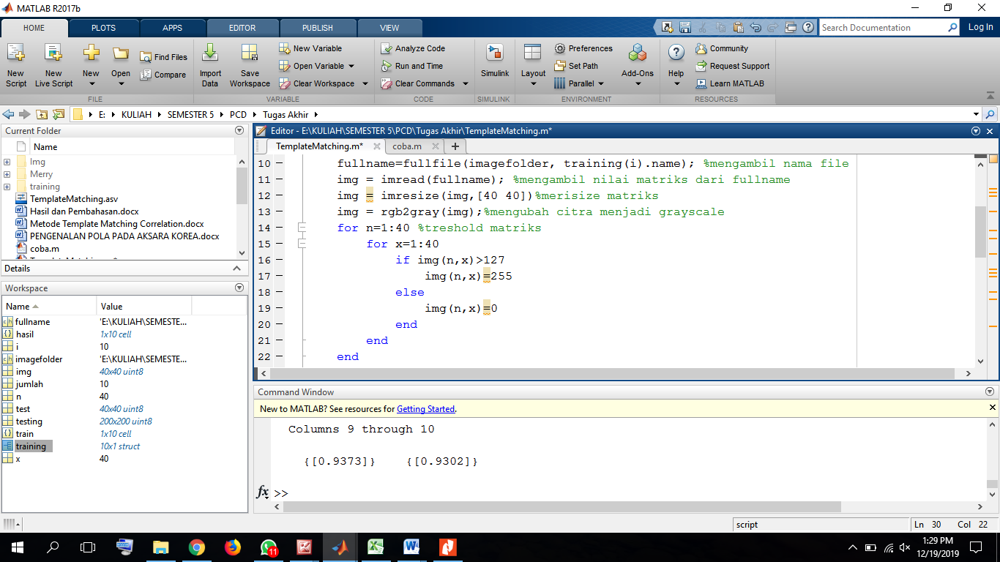 MATLAB R2017b
HOME PLOTS APPS EDITOR PUBLISH VIEW
Search Documentation Log In
New Script
New Live Script
New
Open
Find Files
Compare
Import Data
Save Workspace
New Variable
Open Variable
Clear Workspace
Analyze Code
Run and Time
Clear Commands
Simulink
Layout
Preferences
Set Path
Parallel
Add-Ons
Help
Community
Request Support
Learn MATLAB
FILE VARIABLE CODE SIMULINK ENVIRONMENT RESOURCES
E: KULIAH SEMESTER 5 PCD Tugas Akhir
Current Folder
Name
Img
Merry
training
TemplateMatching.asv
Hasil dan Pembahasan.docx
Metode Template Matching Correlation.docx
PENGENALAN POLA PADA AKSARA KOREA.docx
coba.m
Details
Workspace
Name Value
fullname 'E:\KULIAH\SEMESTE...
hasil 1x10 cell
i 10
imagefolder 'E:\KULIAH\SEMESTE...
img 40x40 uint8
jumlah 10
n 40
test 40x40 uint8
testing 200x200 uint8
train 1x10 cell
training 10x1 struct
x 40
Editor - E:\KULIAH\SEMESTER 5\PCD\Tugas Akhir\TemplateMatching.m*
TemplateMatching.m* coba.m
10 fullname=fullfile(imagefolder, training(i).name); %mengambil nama file
11 img = imread(fullname); %mengambil nilai matriks dari fullname
12 img = imresize(img,[40 40])%merisize matriks
13 img = rgb2gray(img);%mengubah citra menjadi grayscale
14 for n=1:40 %treshold matriks
15 for x=1:40
16 if img(n,x)>127
17 img(n,x)=255
18 else
19 img(n,x)=0
20 end
21 end
22 end
Command Window
New to MATLAB? See resources for Getting Started.
Columns 9 through 10
{[0.9373]} {[0.9302]}
fx >>
script Ln 30 Col 22
11
1:29 PM
12/19/2019